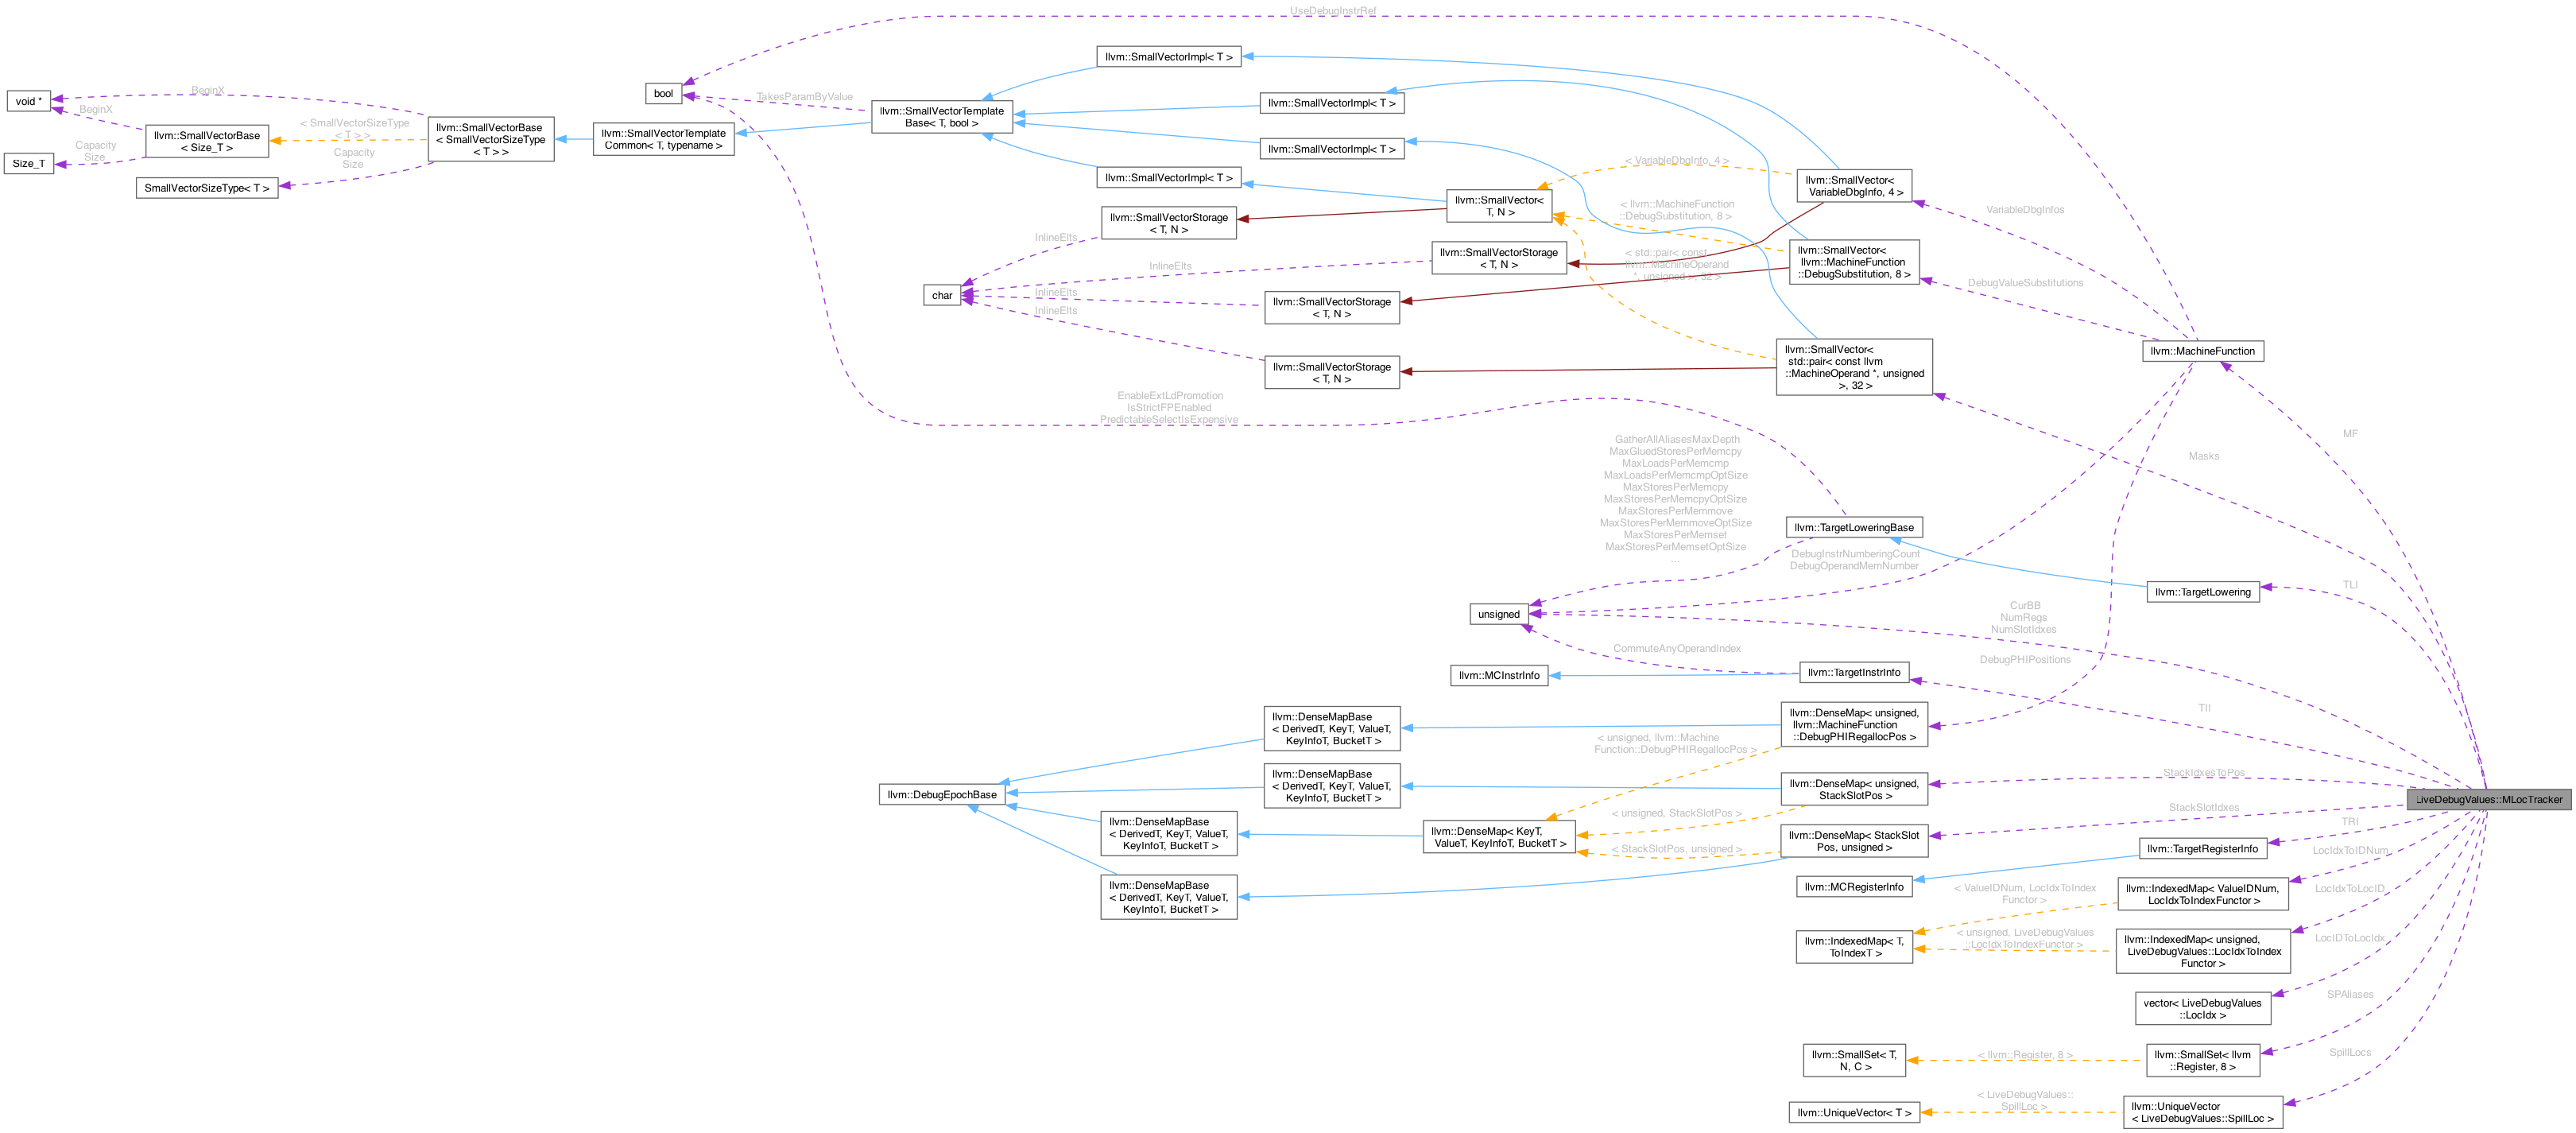 UseDebugInstrRef
llvm::SmallVectorImpl< T >
void *
BeginX
BeginX
bool
TakesParamByValue
llvm::SmallVectorTemplate
Base< T, bool >
llvm::SmallVectorImpl< T >
llvm::SmallVectorBase
< Size_T >
< SmallVectorSizeType
< T > >
llvm::SmallVectorBase
< SmallVectorSizeType
< T > >
llvm::SmallVectorTemplate
Common< T, typename >
llvm::SmallVectorImpl< T >
Size_T
Capacity
Size
Capacity
Size
SmallVectorSizeType< T >
llvm::SmallVectorImpl< T >
< VariableDbgInfo, 4 >
llvm::SmallVector<
VariableDbgInfo, 4 >
llvm::SmallVector<
T, N >
< llvm::MachineFunction
::DebugSubstitution, 8 >
VariableDbgInfos
llvm::SmallVectorStorage
< T, N >
InlineElts
llvm::SmallVectorStorage
< T, N >
InlineElts
< std::pair< const
llvm::MachineOperand
*, unsigned >, 32 >
llvm::SmallVector<
llvm::MachineFunction
::DebugSubstitution, 8 >
DebugValueSubstitutions
char
InlineElts
llvm::SmallVectorStorage
< T, N >
InlineElts
llvm::SmallVectorStorage
< T, N >
llvm::SmallVector<
std::pair< const llvm
::MachineOperand *, unsigned
>, 32 >
llvm::MachineFunction
EnableExtLdPromotion
IsStrictFPEnabled
PredictableSelectIsExpensive
MF
Masks
GatherAllAliasesMaxDepth
MaxGluedStoresPerMemcpy
MaxLoadsPerMemcmp
MaxLoadsPerMemcmpOptSize
MaxStoresPerMemcpy
MaxStoresPerMemcpyOptSize
MaxStoresPerMemmove
MaxStoresPerMemmoveOptSize
MaxStoresPerMemset
MaxStoresPerMemsetOptSize
...
llvm::TargetLoweringBase
DebugInstrNumberingCount
DebugOperandMemNumber
llvm::TargetLowering
TLI
unsigned
CurBB
NumRegs
NumSlotIdxes
CommuteAnyOperandIndex
DebugPHIPositions
llvm::MCInstrInfo
llvm::TargetInstrInfo
TII
llvm::DenseMapBase
< DerivedT, KeyT, ValueT,
KeyInfoT, BucketT >
< unsigned, llvm::Machine
Function::DebugPHIRegallocPos >
llvm::DenseMap< unsigned,
llvm::MachineFunction
::DebugPHIRegallocPos >
llvm::DebugEpochBase
llvm::DenseMapBase
< DerivedT, KeyT, ValueT,
KeyInfoT, BucketT >
llvm::DenseMap< unsigned,
StackSlotPos >
StackIdxesToPos
LiveDebugValues::MLocTracker
llvm::DenseMapBase
< DerivedT, KeyT, ValueT,
KeyInfoT, BucketT >
llvm::DenseMap< KeyT,
ValueT, KeyInfoT, BucketT >
< unsigned, StackSlotPos >
< StackSlotPos, unsigned >
llvm::DenseMap< StackSlot
Pos, unsigned >
StackSlotIdxes
TRI
llvm::TargetRegisterInfo
LocIdxToIDNum
llvm::DenseMapBase
< DerivedT, KeyT, ValueT,
KeyInfoT, BucketT >
llvm::MCRegisterInfo
< ValueIDNum, LocIdxToIndex
Functor >
llvm::IndexedMap< ValueIDNum,
LocIdxToIndexFunctor >
LocIdxToLocID
llvm::IndexedMap< T,
ToIndexT >
< unsigned, LiveDebugValues
::LocIdxToIndexFunctor >
llvm::IndexedMap< unsigned,
LiveDebugValues::LocIdxToIndex
Functor >
LocIDToLocIdx
vector< LiveDebugValues
::LocIdx >
SPAliases
llvm::SmallSet< T,
N, C >
< llvm::Register, 8 >
llvm::SmallSet< llvm
::Register, 8 >
SpillLocs
llvm::UniqueVector< T >
< LiveDebugValues::
SpillLoc >
llvm::UniqueVector
< LiveDebugValues::SpillLoc >